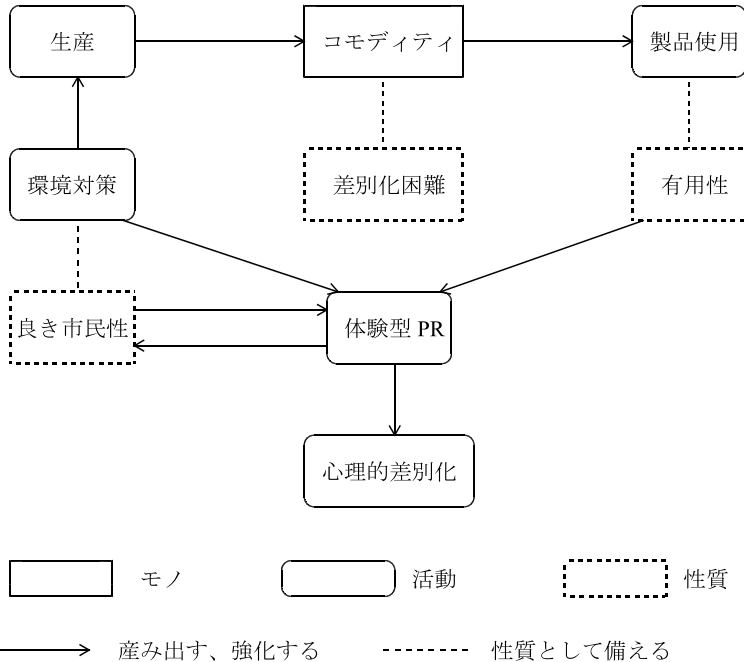 生産
コモディティ
製品使用
環境対策
差別化困難
有用性
良き市民性
体験型 PR
心理的差別化
モノ
活動
性質
産み出す、強化する
性質として備える